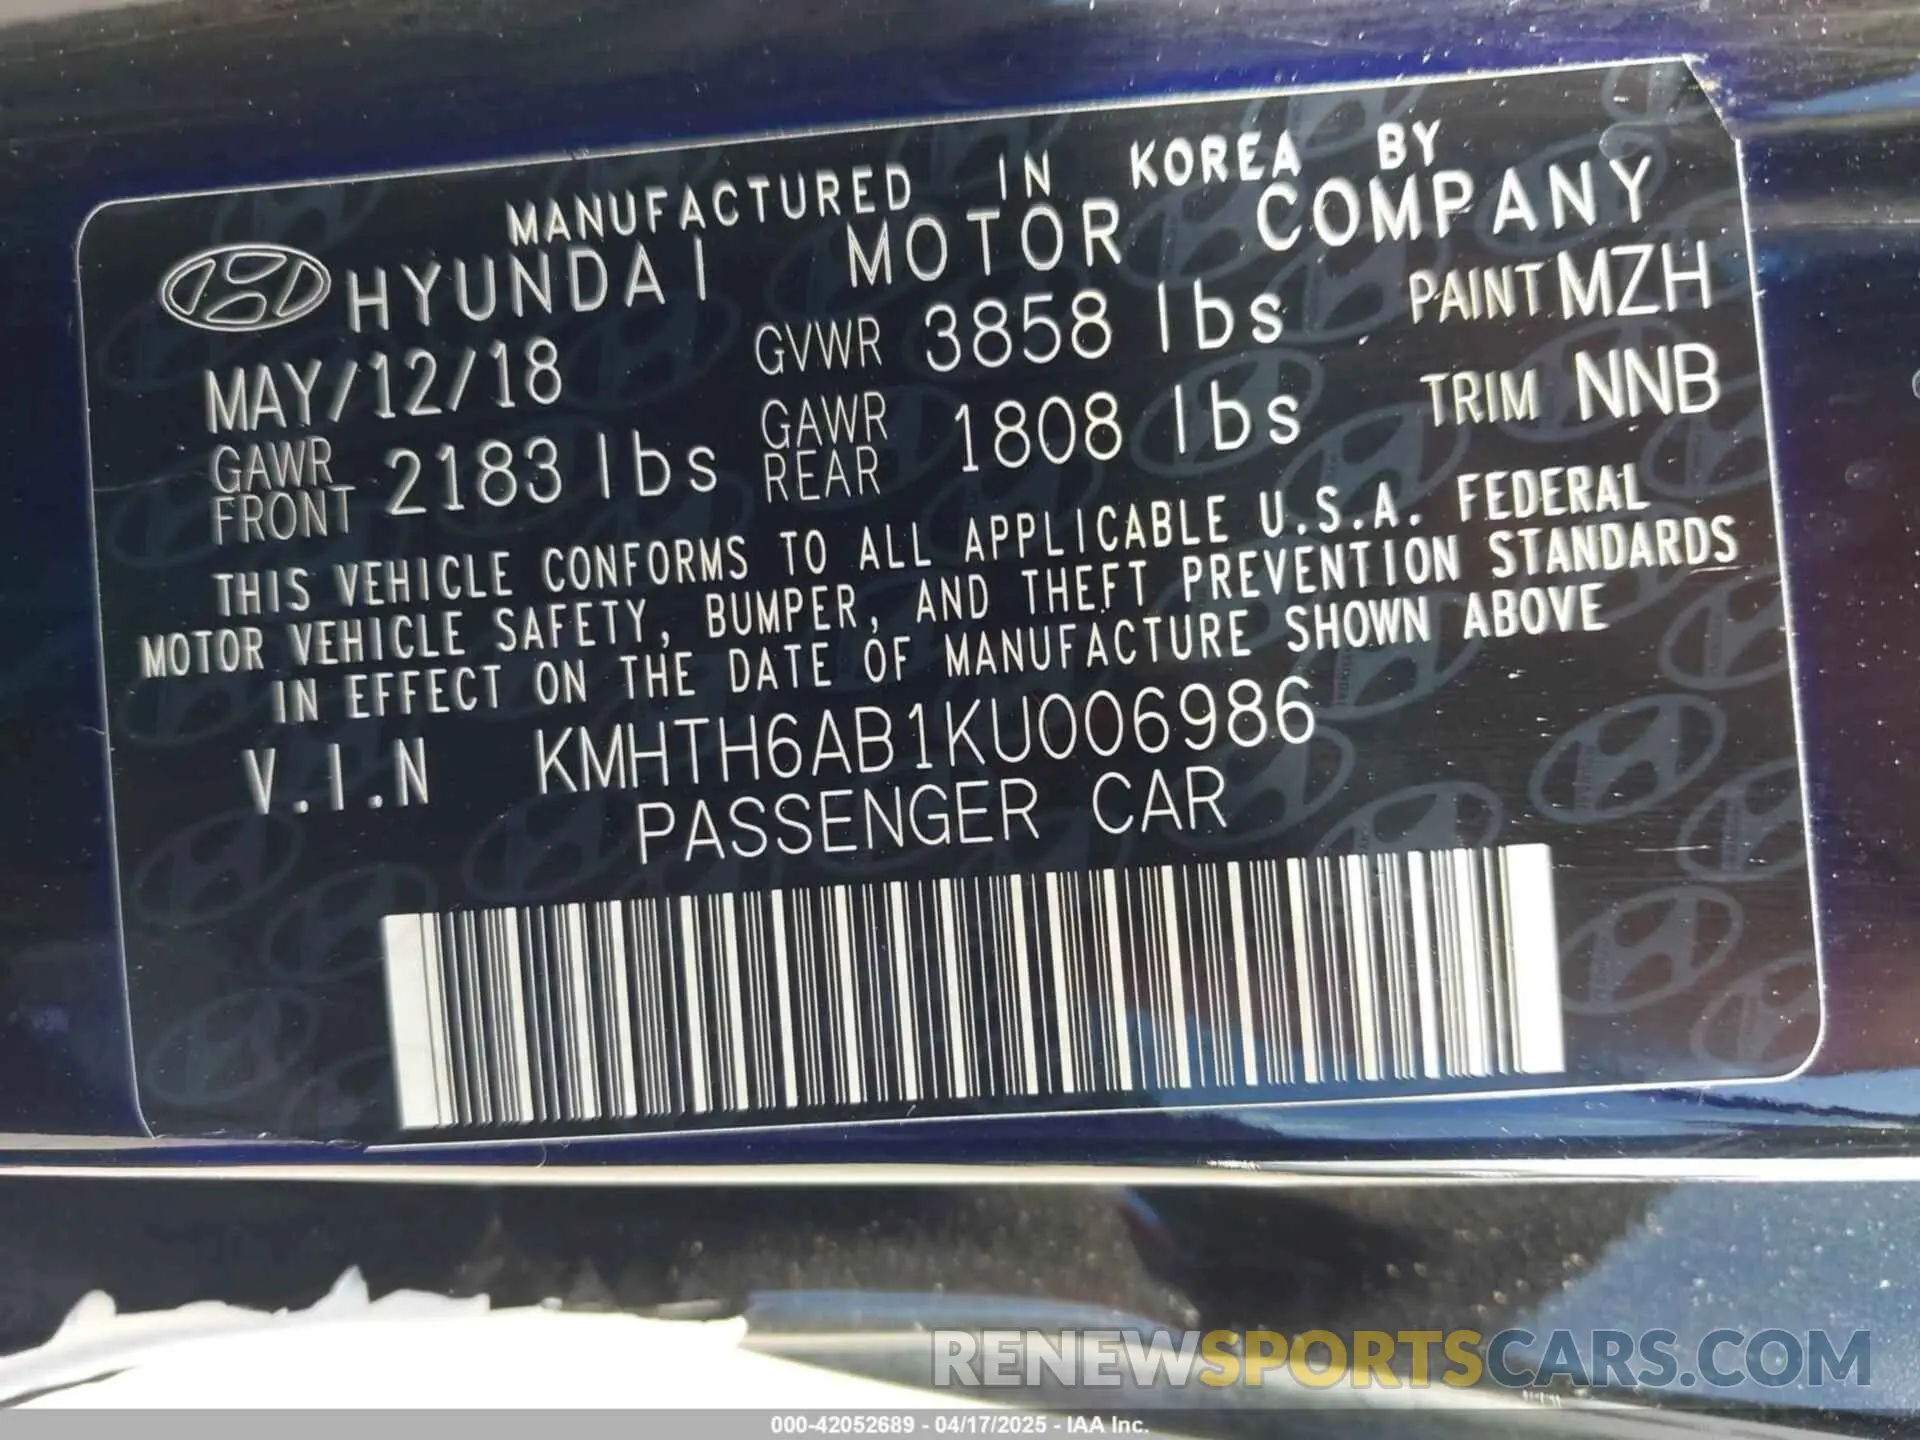 MANUFACTURED IN KOREA BY
HYUNDAI MOTOR COMPANY
MAY/12/18 GVWR 3858 lbs PAINT MZH
GAWR FRONT 2183 lbs GAWR REAR 1808 lbs TRIM NNB
THIS VEHICLE CONFORMS TO ALL APPLICABLE U.S.A. FEDERAL
MOTOR VEHICLE SAFETY, BUMPER, AND THEFT PREVENTION STANDARDS
IN EFFECT ON THE DATE OF MANUFACTURE SHOWN ABOVE
V.I.N KMHTH6AB1KU006986
PASSENGER CAR
RENEWSPORTSCARS.COM
000-42052689 - 04/17/2025 - IAA Inc.